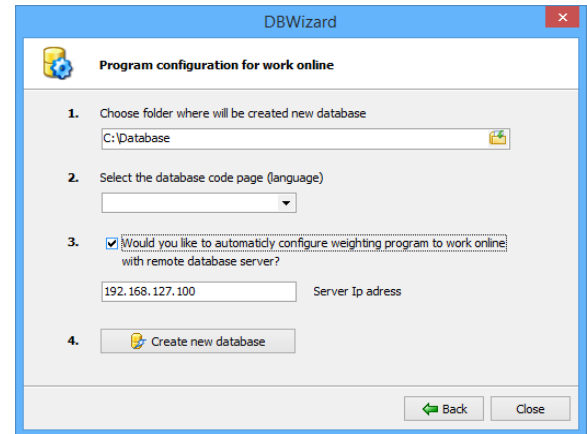 DBWizard
Program configuration for work online
1. Choose folder where will be created new database
C:\Database
2. Select the database code page (language)
3. Would you like to automaticly configure weighting program to work online
with remote database server?
192.168.127.100 Server Ip adress
4. Create new database
Back Close